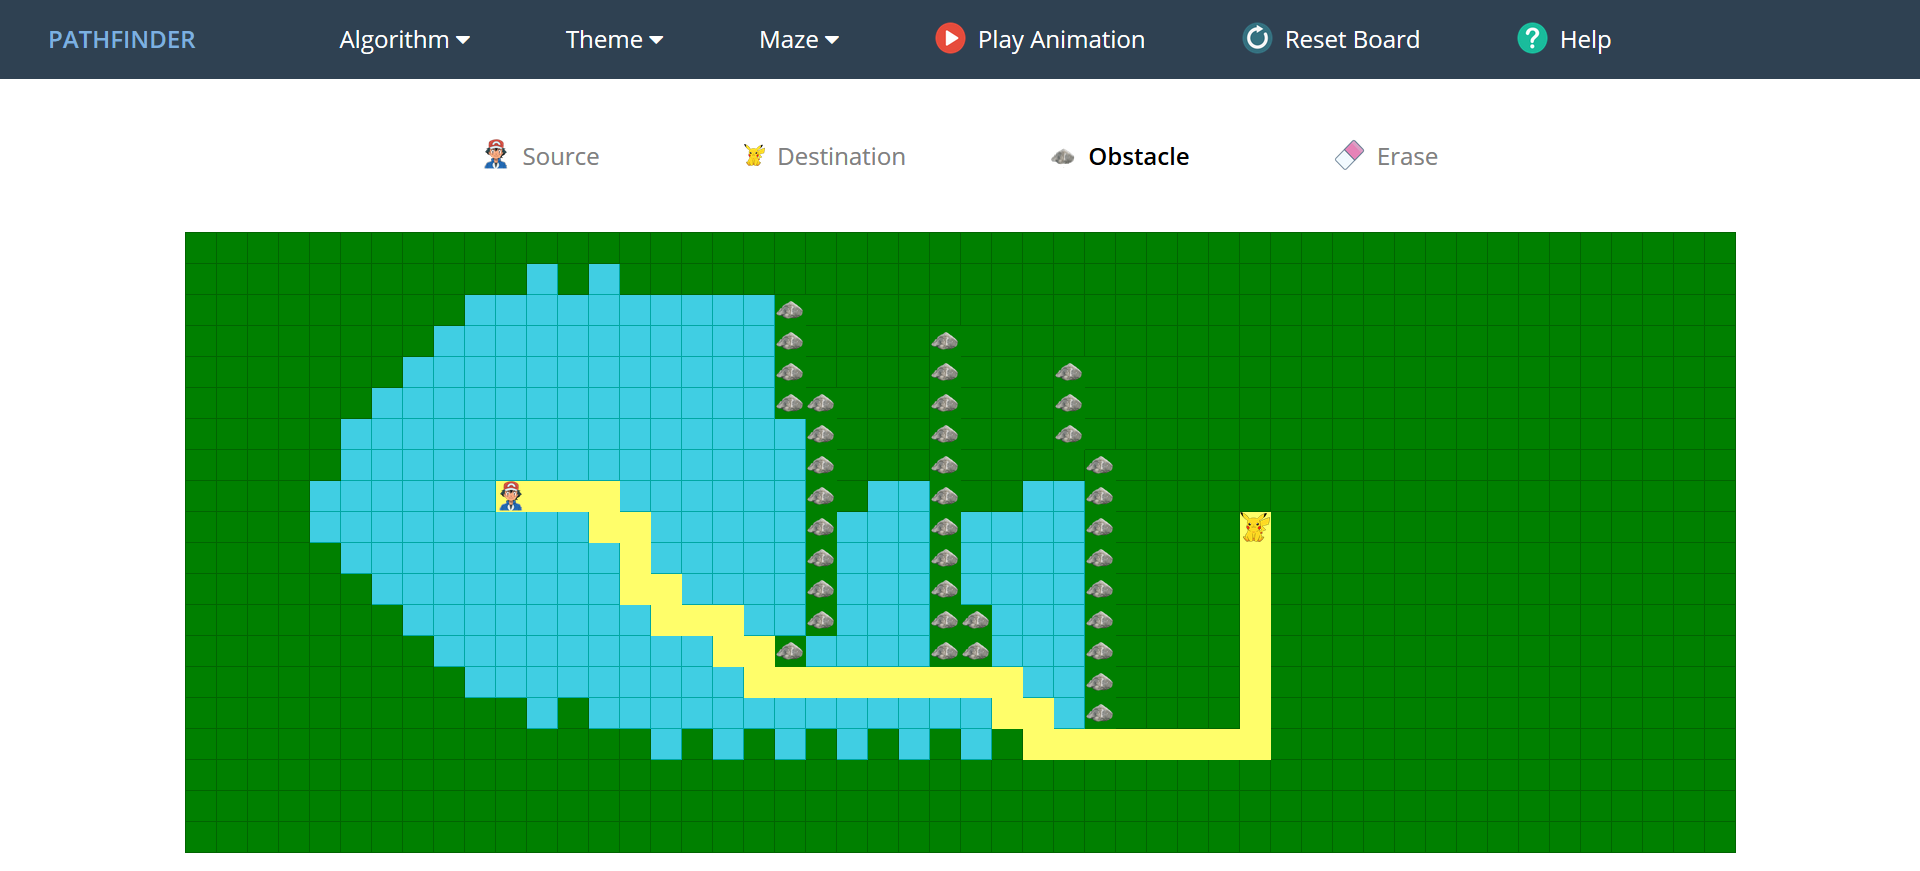 PATHFINDER Algorithm Theme Maze Play Animation Reset Board ? Help
Source Destination Obstacle Erase